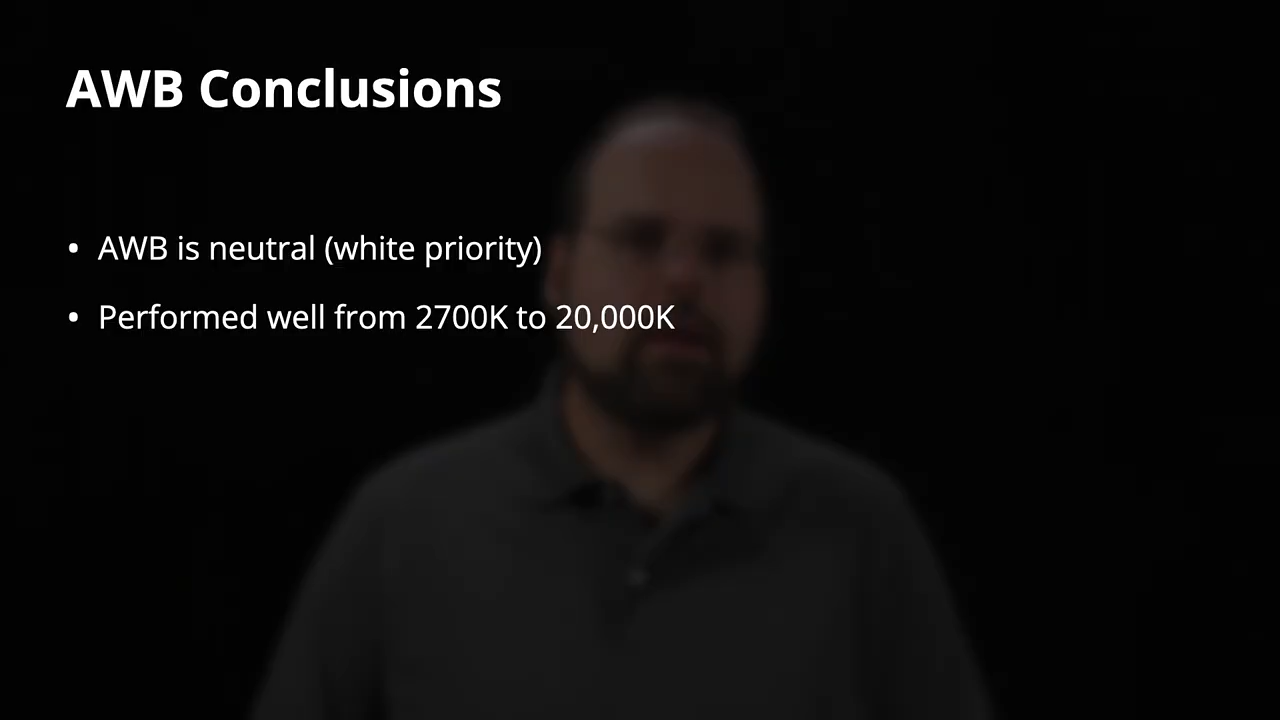 AWB Conclusions
• AWB is neutral (white priority)
• Performed well from 2700K to 20,000K